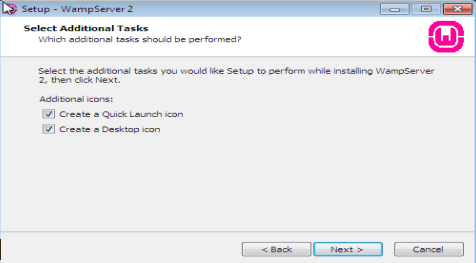 Setup - WampServer 2
Select Additional Tasks
Which additional tasks should be performed?
Select the additional tasks you would like Setup to perform while installing WampServer
2, then click Next.
Additional icons:
Create a Quick Launch icon
Create a Desktop icon
< Back Next > Cancel